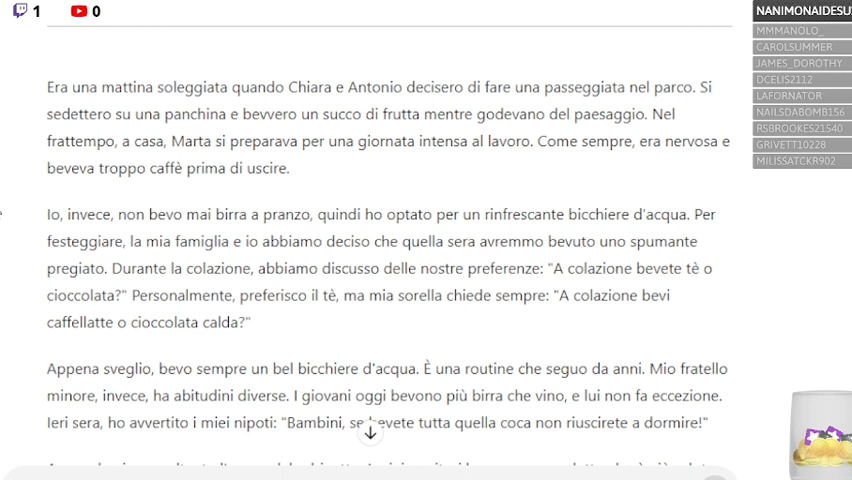 1
0
Era una mattina soleggiata quando Chiara e Antonio decisero di fare una passeggiata nel parco. Si
sedettero su una panchina e bevvero un succo di frutta mentre godevano del paesaggio. Nel
frattempo, a casa, Marta si preparava per una giornata intensa al lavoro. Come sempre, era nervosa e
beveva troppo caffè prima di uscire.
Io, invece, non bevo mai birra a pranzo, quindi ho optato per un rinfrescante bicchiere d'acqua. Per
festeggiare, la mia famiglia e io abbiamo deciso che quella sera avremmo bevuto uno spumante
pregiato. Durante la colazione, abbiamo discusso delle nostre preferenze: "A colazione bevete tè o
cioccolata?" Personalmente, preferisco il tè, ma mia sorella chiede sempre: "A colazione bevi
caffellatte o cioccolata calda?"
Appena sveglio, bevo sempre un bel bicchiere d'acqua. È una routine che seguo da anni. Mio fratello
minore, invece, ha abitudini diverse. I giovani oggi bevono più birra che vino, e lui non fa eccezione.
Ieri sera, ho avvertito i miei nipoti: "Bambini, se bevete tutta quella coca non riuscirete a dormire!"
NANIMONAIDESU
MMMANOLO_
CAROLSUMMER
JAMES_DOROTHY
DCELIS2112
LAFORNATOR
NAILSDABOMB156
RSBROOKES21540
GRIVETT10228
MILISSATCKR902